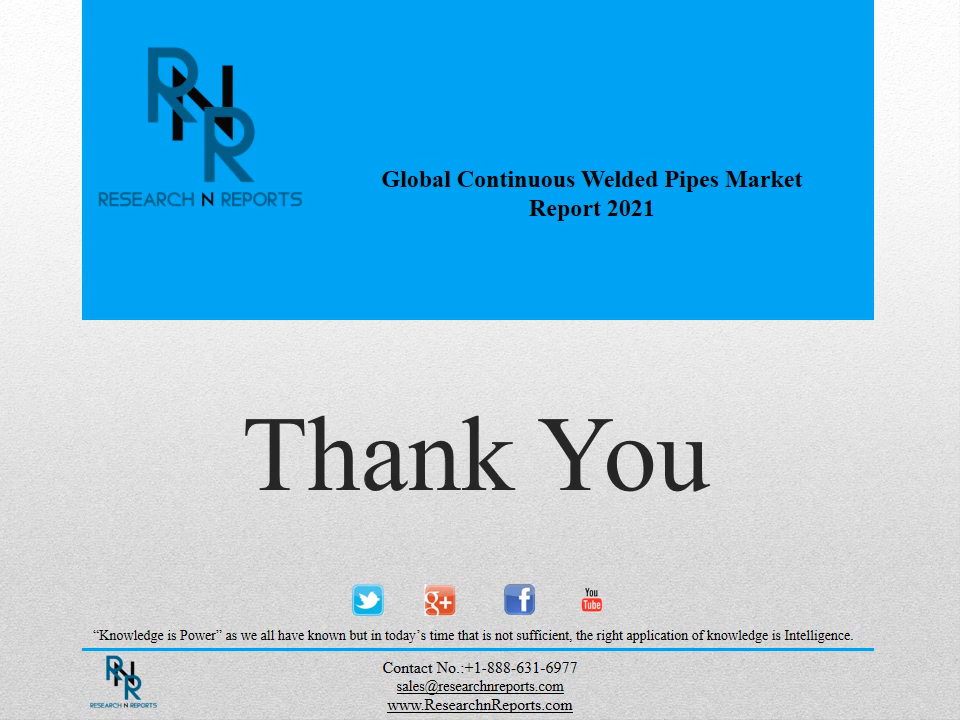 RNR
RESEARCH N REPORTS
Global Continuous Welded Pipes Market
Report 2021
Thank You
g+
f
You
Tube
“Knowledge is Power” as we all have known but in today’s time that is not sufficient, the right application of knowledge is Intelligence.
RNR
RESEARCH N REPORTS
Contact No.:+1-888-631-6977
sales@researchnreports.com
www.ResearchnReports.com